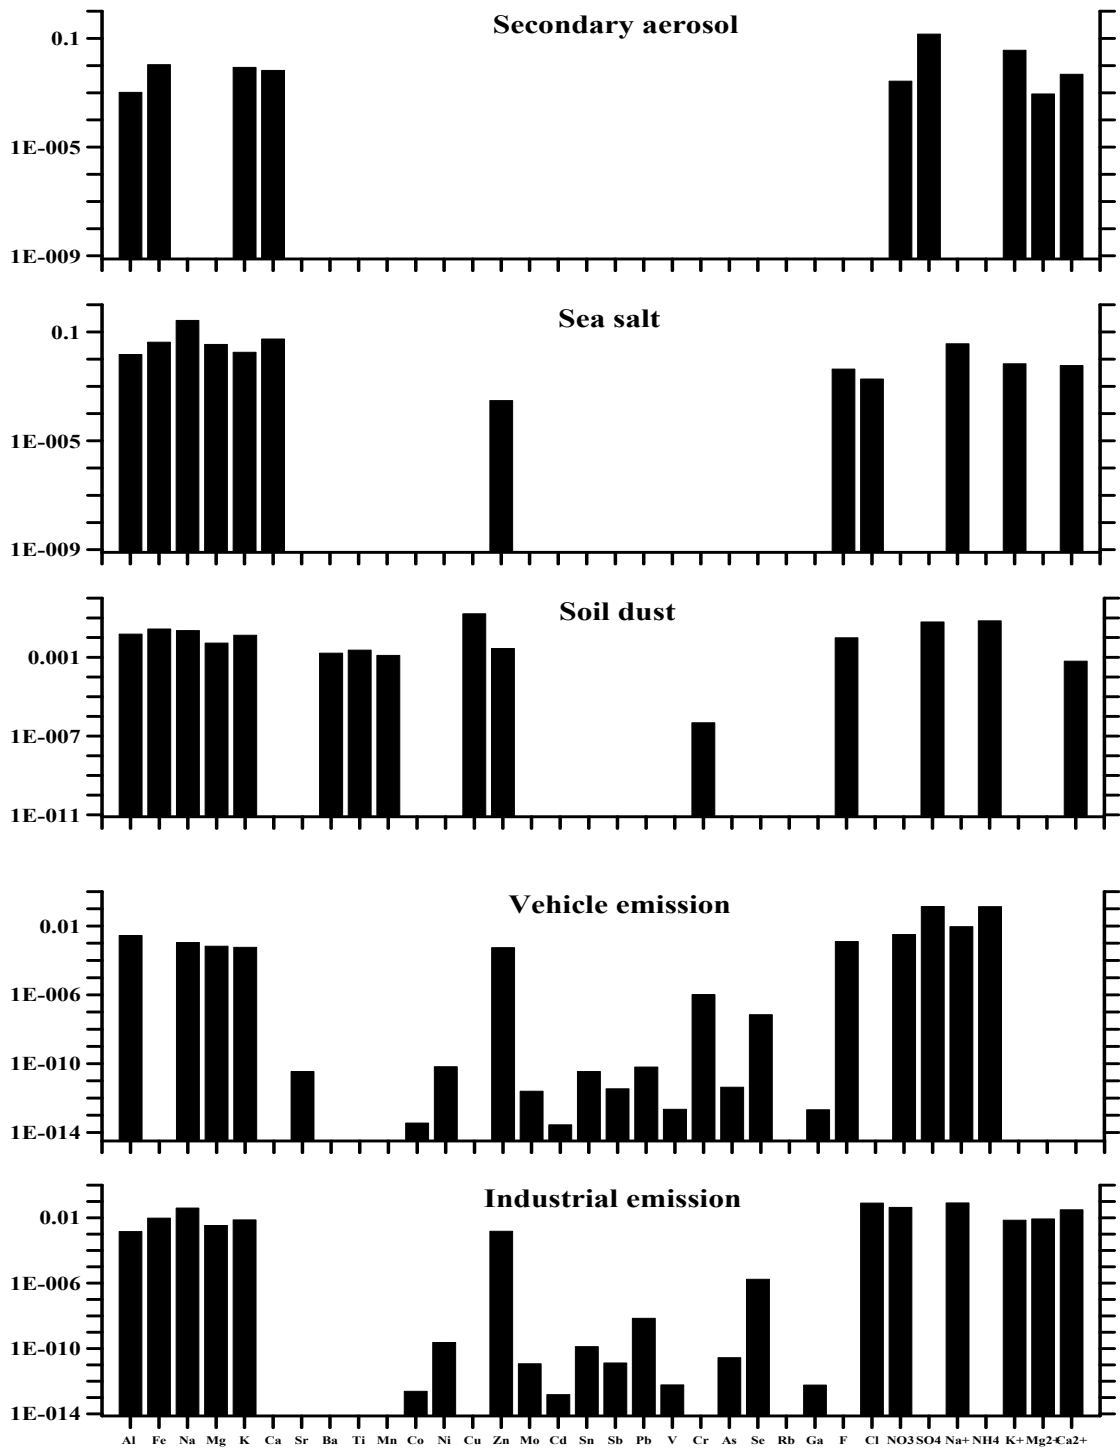 Secondary aerosol
0.1
1E-005
1E-009
Sea salt
0.1
1E-005
1E-009
Soil dust
0.001
1E-007
1E-011
Vehicle emission
0.01
1E-006
1E-010
1E-014
Industrial emission
0.01
1E-006
1E-010
1E-014
Al Fe Na Mg K Ca Sr Ba Ti Mn Co Ni Cu Zn Mo Cd Sn Sb Pb V Cr As Se Rb Ga F Cl NO3 SO4 Na+ NH4 K+ Mg2+ Ca2+